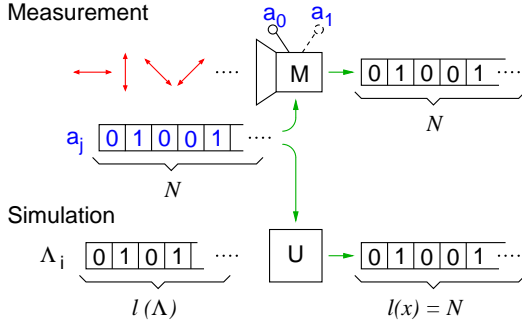 Measurement
a₀ a₁
.... M 0 1 0 0 1 ....
N
aⱼ 0 1 0 0 1 ....
N
Simulation
Λᵢ 0 1 0 1 .... U 0 1 0 0 1 ....
l (Λ) l(x) = N